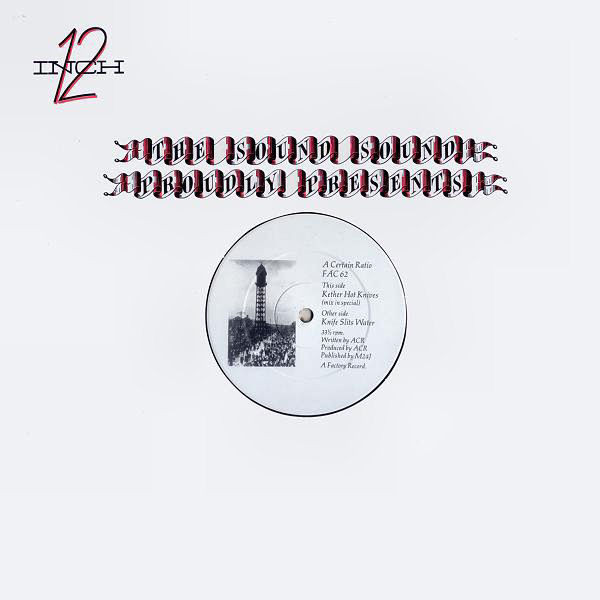 12
INCH
THE SOUND SOUND
PROUDLY PRESENTS
A Certain Ratio
FAC 62
This side
Kether Hot Knives
(mix in special)
Other side
Knife Slits Water
33⅓ rpm.
Written by ACR
Produced by ACR
Published by M24J
A Factory Record.